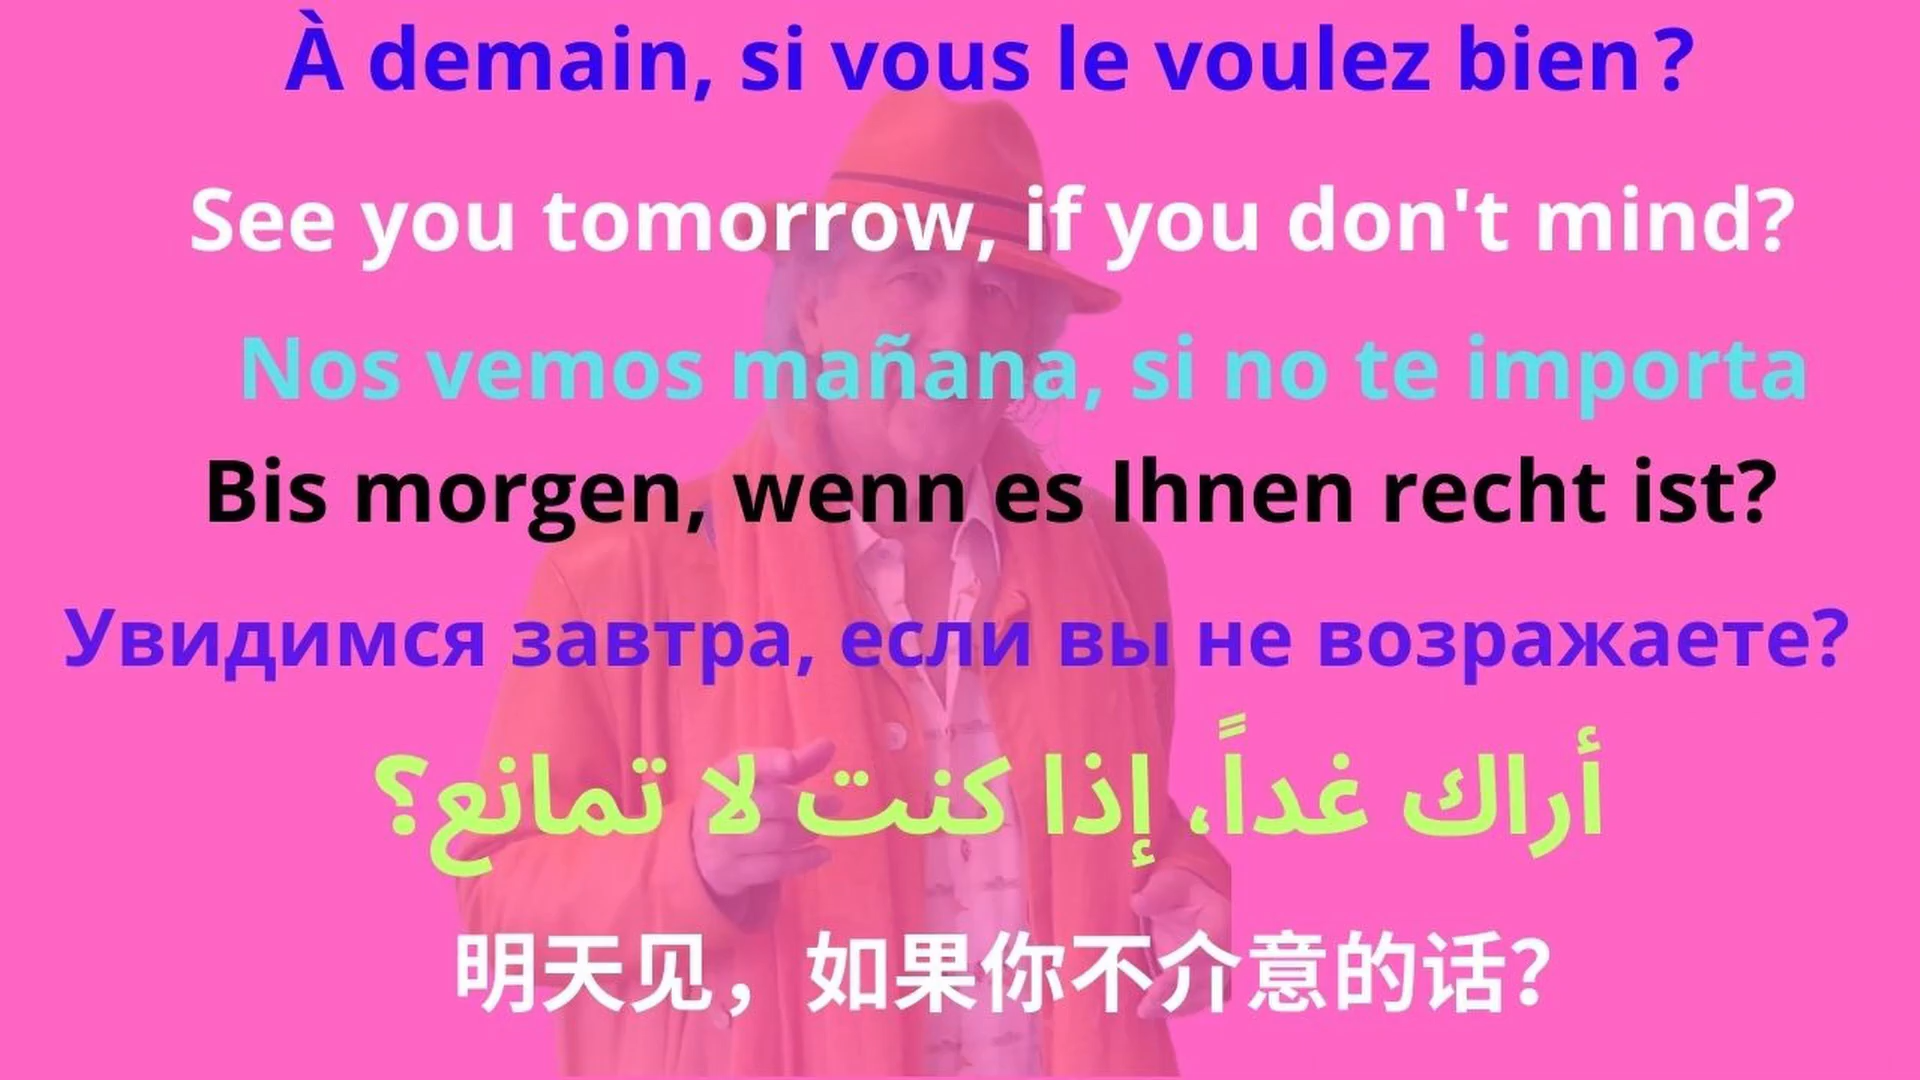 À demain, si vous le voulez bien ?
See you tomorrow, if you don't mind?
Nos vemos mañana, si no te importa
Bis morgen, wenn es Ihnen recht ist?
Увидимся завтра, если вы не возражаете?
أراك غداً، إذا كنت لا تمانع؟
明天见，如果你不介意的话？